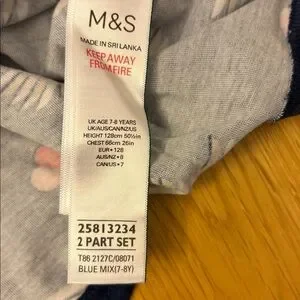 M&S
MADE IN SRI LANKA
KEEP AWAY
FROM FIRE
UK AGE 7-8 YEARS
UK/AUS/CAN/NZ/US
HEIGHT 128cm 50½in
CHEST 66cm 26in
EUR • 128
AUS/NZ • 8
CAN/US • 7
25813234
2 PART SET
T86 2127C/08071
BLUE MIX(7-8Y)